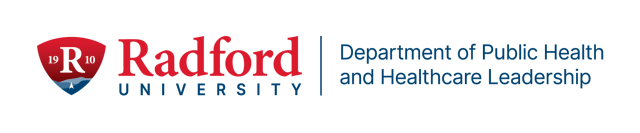 19 R 10
Radford
UNIVERSITY
Department of Public Health
and Healthcare Leadership